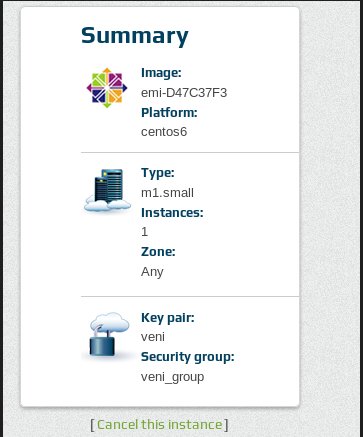 Summary
Image:
emi-D47C37F3
Platform:
centos6
Type:
m1.small
Instances:
1
Zone:
Any
Key pair:
veni
Security group:
veni_group
[Cancel this instance]